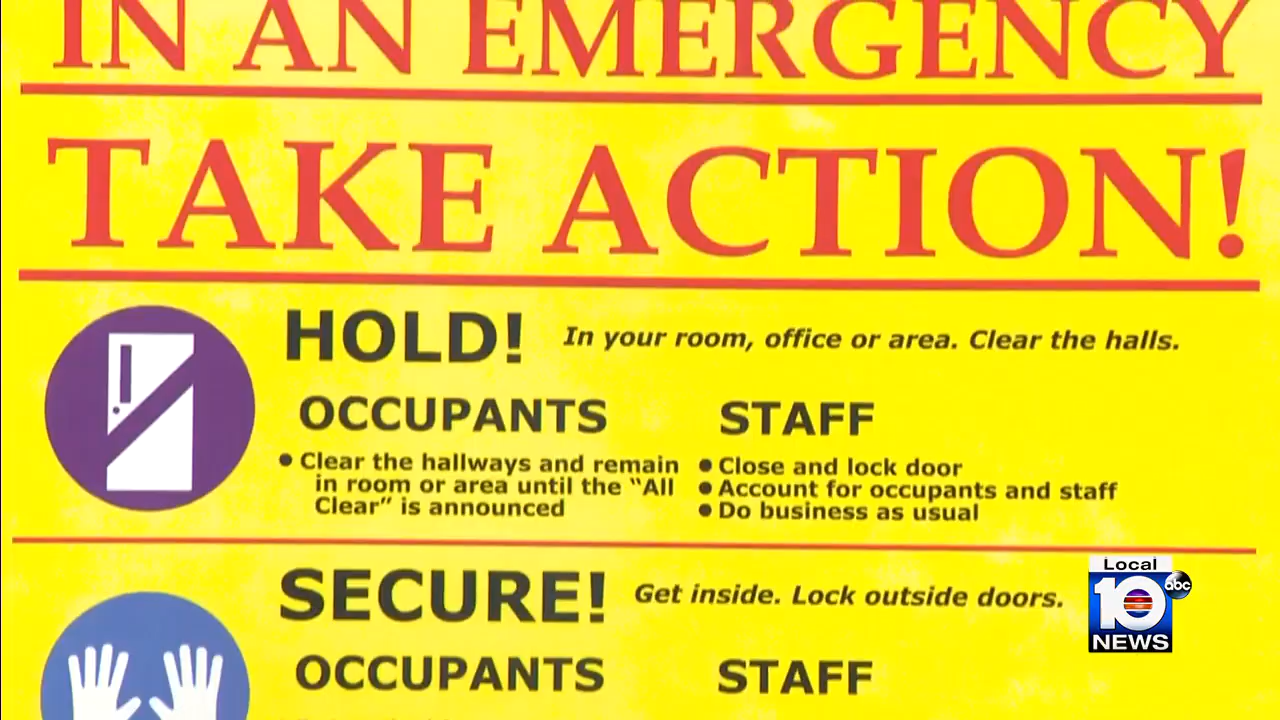 IN AN EMERGENCY
TAKE ACTION!
HOLD! In your room, office or area. Clear the halls.
OCCUPANTS STAFF
• Clear the hallways and remain
in room or area until the “All
Clear” is announced
• Close and lock door
• Account for occupants and staff
• Do business as usual
SECURE! Get inside. Lock outside doors.
OCCUPANTS STAFF
Local
10 abc
NEWS